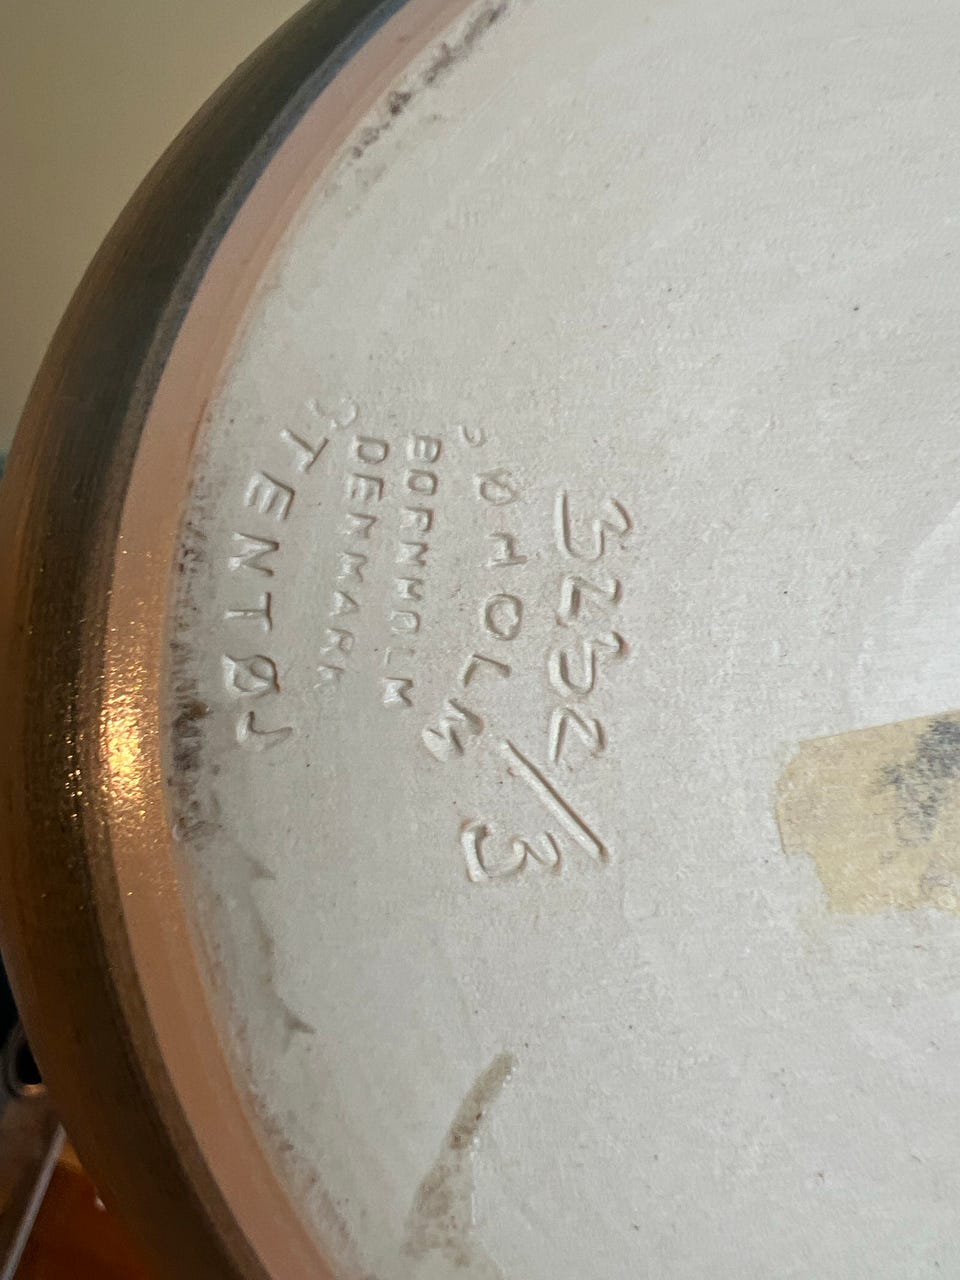 3232/3
SØHOLM
BORNHOLM
DENMARK
STENTØJ